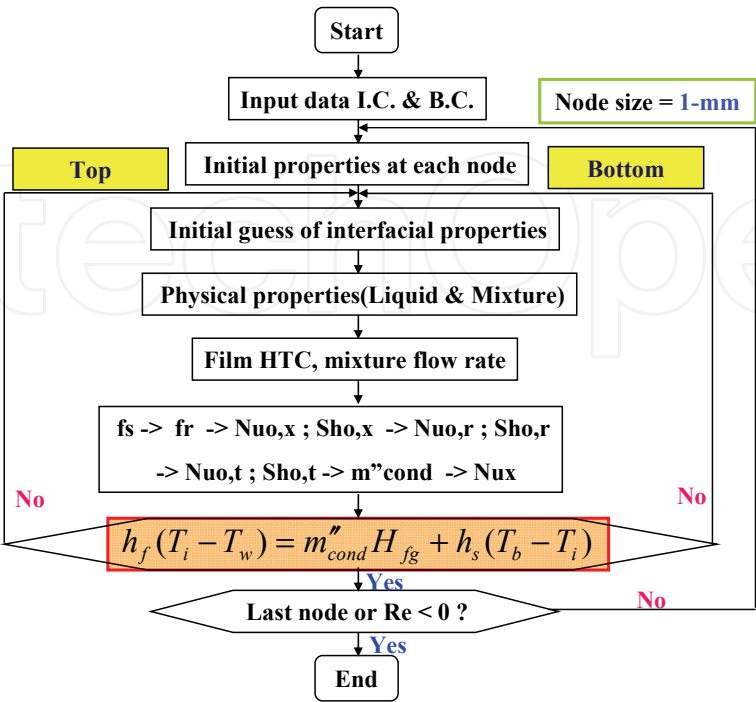 Start
Input data I.C. & B.C.
Node size = 1-mm
Top
Initial properties at each node
Bottom
Initial guess of interfacial properties
Physical properties(Liquid & Mixture)
Film HTC, mixture flow rate
fs -> fr -> Nuo,x ; Sho,x -> Nuo,r ; Sho,r
-> Nuo,t ; Sho,t -> m”cond -> Nux
No
No
h_f (T_i − T_w) = m″_cond H_fg + h_s (T_b − T_i)
Yes
Last node or Re < 0 ?
No
Yes
End